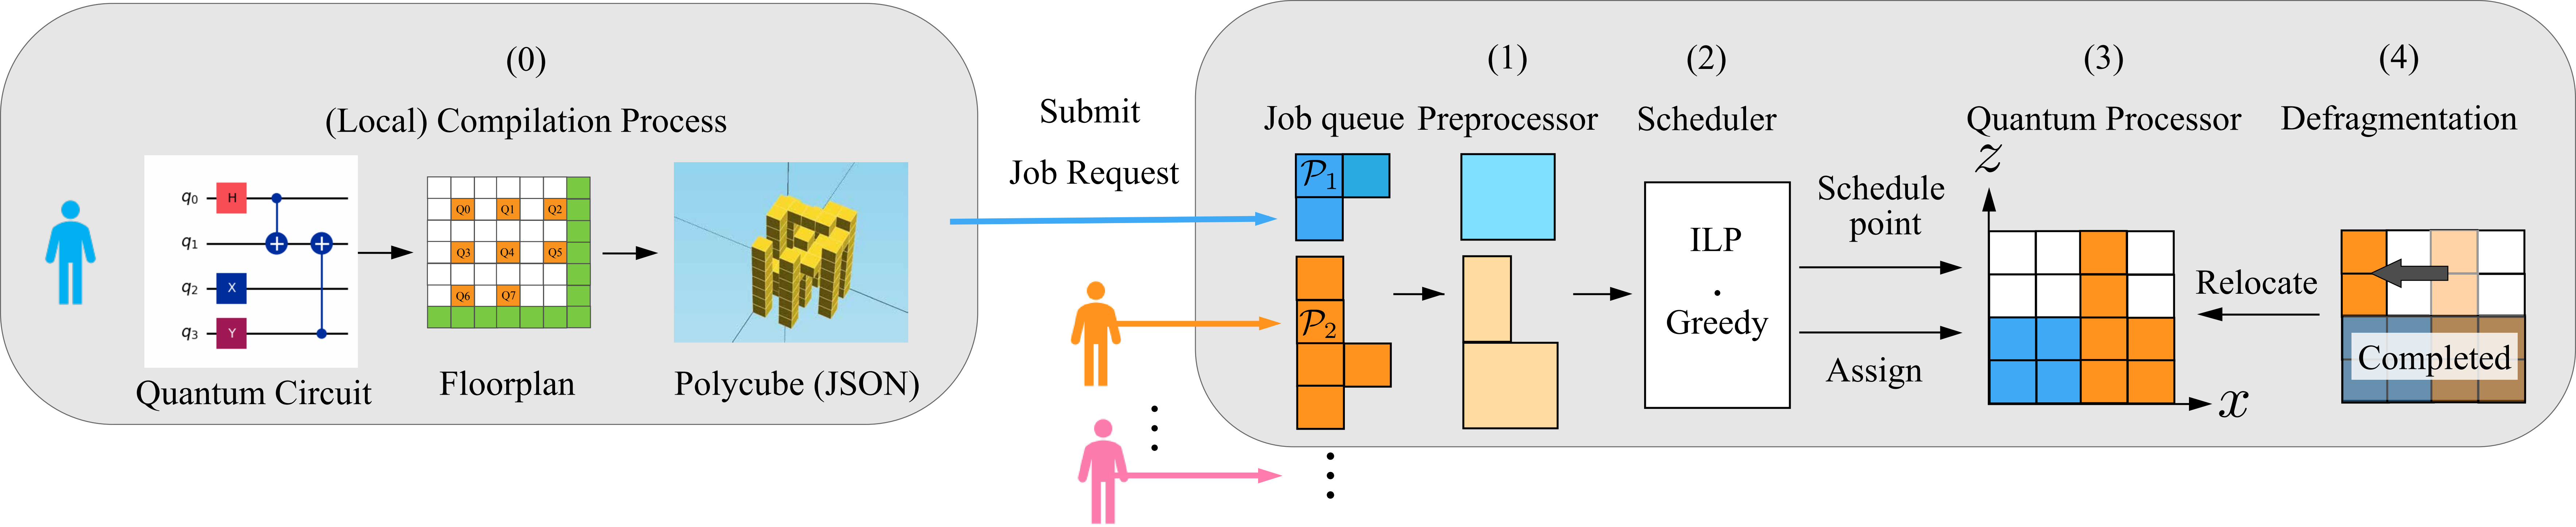 (0)
(Local) Compilation Process
q0
q1
q2
q3
H
X
Y
Quantum Circuit
Q0 Q1 Q2
Q3 Q4 Q5
Q6 Q7
Floorplan
Polycube (JSON)
Submit
Job Request
Job queue
P1
P2
(1)
Preprocessor
(2)
Scheduler
ILP
.
Greedy
Schedule
point
Assign
(3)
Quantum Processor
z
x
(4)
Defragmentation
Relocate
Completed